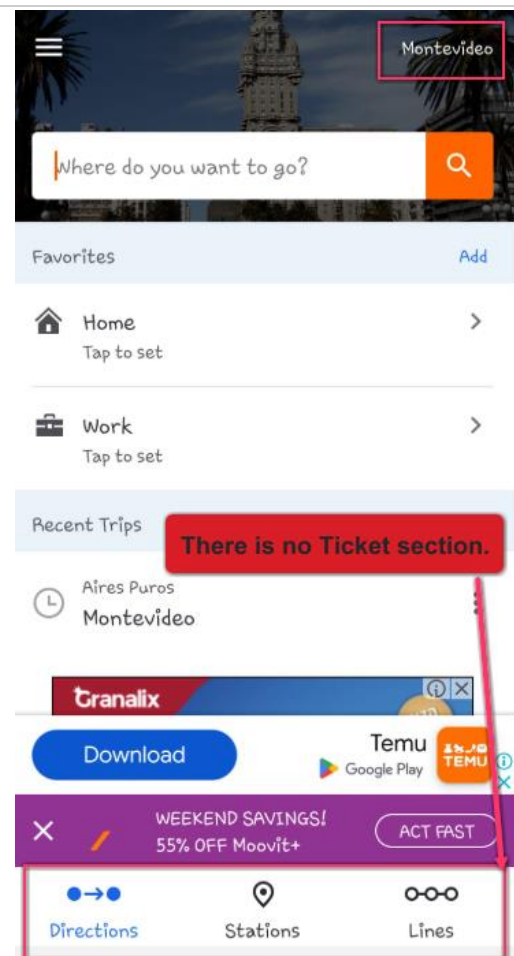 Montevideo
Where do you want to go?
Favorites
Add
Home
Tap to set
Work
Tap to set
Recent Trips
There is no Ticket section.
Aires Puros
Montevideo
Granalix
Download
Temu
Google Play
TEMU
WEEKEND SAVINGS!
55% OFF Moovit+
ACT FAST
Directions
Stations
Lines